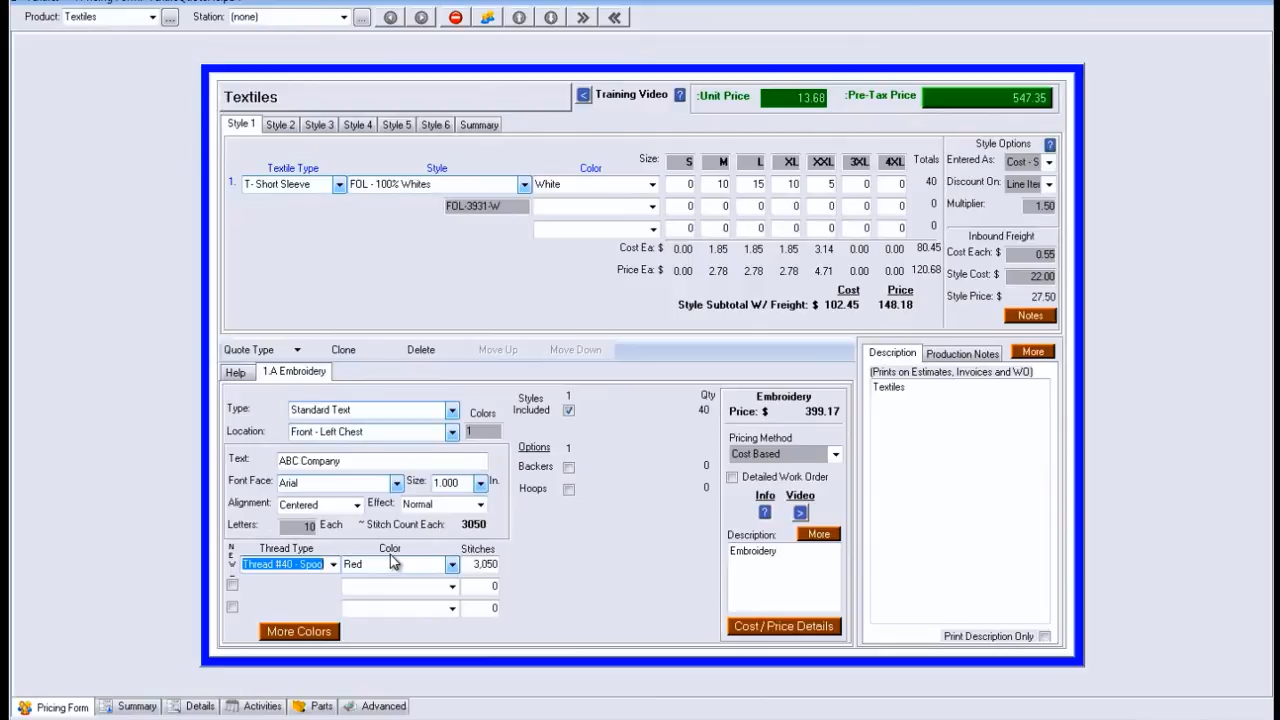 Product: Textiles ... Station: (none) ...
Textiles
< Training Video ? :Unit Price 13.68 :Pre-Tax Price 547.35
Style 1 Style 2 Style 3 Style 4 Style 5 Style 6 Summary
Style Options ?
Textile Type Style Color Size: S M L XL XXL 3XL 4XL Totals Entered As: Cost - S
1. T- Short Sleeve FOL - 100% Whites White 0 10 15 10 5 0 0 40 Discount On: Line Iter
FOL-3931-W 0 0 0 0 0 0 0 0 Multiplier: 1.50
0 0 0 0 0 0 0 0
Inbound Freight
Cost Ea: $ 0.00 1.85 1.85 1.85 3.14 0.00 0.00 80.45 Cost Each: $ 0.55
Price Ea: $ 0.00 2.78 2.78 2.78 4.71 0.00 0.00 120.68 Style Cost: $ 22.00
Cost Price Style Price: $ 27.50
Style Subtotal W/ Freight: $ 102.45 148.18 Notes
Quote Type Clone Delete Move Up Move Down Description Production Notes More
Help 1.A Embroidery (Prints on Estimates, Invoices and WO)
Textiles
Type: Standard Text Colors Styles Included 1 Qty 40 Embroidery
Price: $ 399.17
Location: Front - Left Chest 1
Text: ABC Company Options 1 Pricing Method
Cost Based
Backers 0
Font Face: Arial Size: 1.000 In. Hoops 0 Detailed Work Order
Alignment: Centered Effect: Normal Info Video
Letters: 10 Each ~ Stitch Count Each: 3050 ? >
Description: More
NEW Thread Type Color Stitches Embroidery
Thread #40 - Spoo Red 3,050
0
0
More Colors Cost/Price Details Print Description Only
Pricing Form Summary Details Activities Parts Advanced